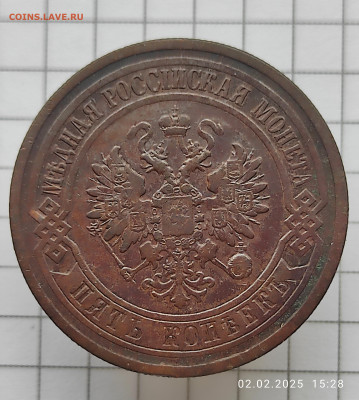 COINS.LAVE.RU
МѢДНАЯ РОССІЙСКАЯ МОНЕТА
ПЯТЬ КОПѢЕКЪ
02.02.2025 15:28